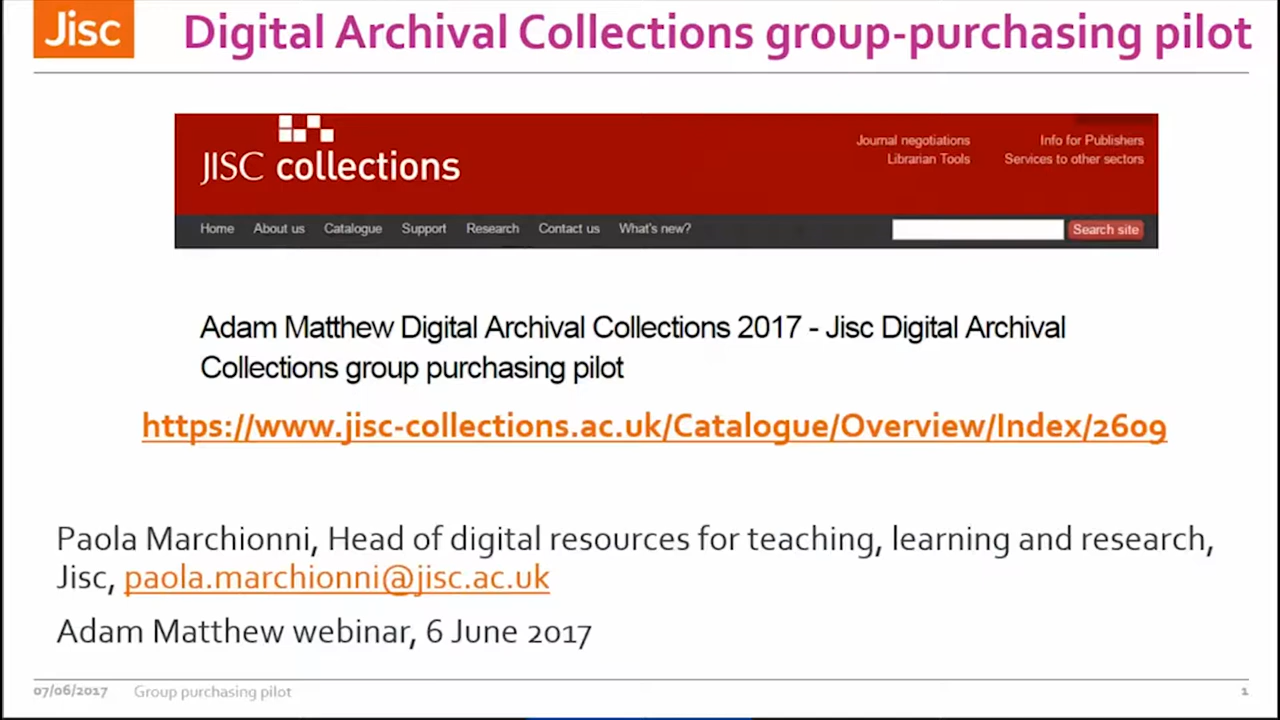 Jisc
Digital Archival Collections group-purchasing pilot
JISC collections
Journal negotiations
Info for Publishers
Librarian Tools
Services to other sectors
Home About us Catalogue Support Research Contact us What's new?
Search site
Adam Matthew Digital Archival Collections 2017 - Jisc Digital Archival
Collections group purchasing pilot
https://www.jisc-collections.ac.uk/Catalogue/Overview/Index/2609
Paola Marchionni, Head of digital resources for teaching, learning and research,
Jisc, paola.marchionni@jisc.ac.uk
Adam Matthew webinar, 6 June 2017
07/06/2017 Group purchasing pilot 1